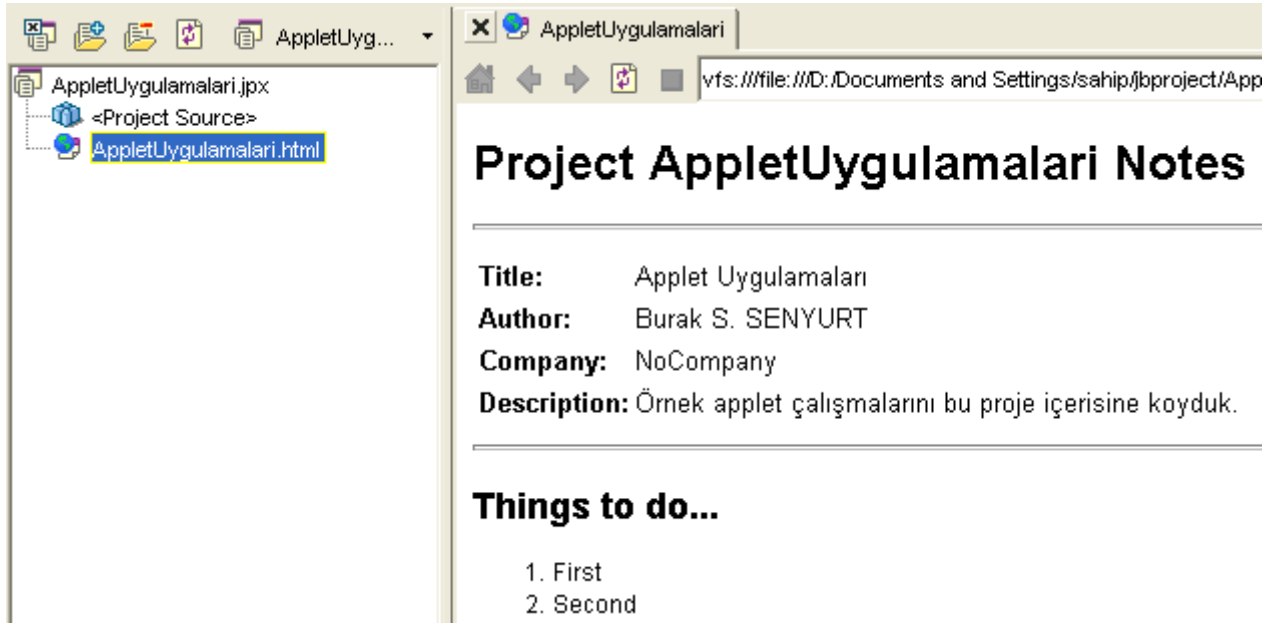 AppletUyg...
AppletUygulamalari.jpx
<Project Source>
AppletUygulamalari.html
AppletUygulamalari
vfs:///file:///D:/Documents and Settings/sahip/jbproject/App
Project AppletUygulamalari Notes
Title: Applet Uygulamaları
Author: Burak S. SENYURT
Company: NoCompany
Description: Örnek applet çalışmalarını bu proje içerisine koyduk.
Things to do...
1. First
2. Second